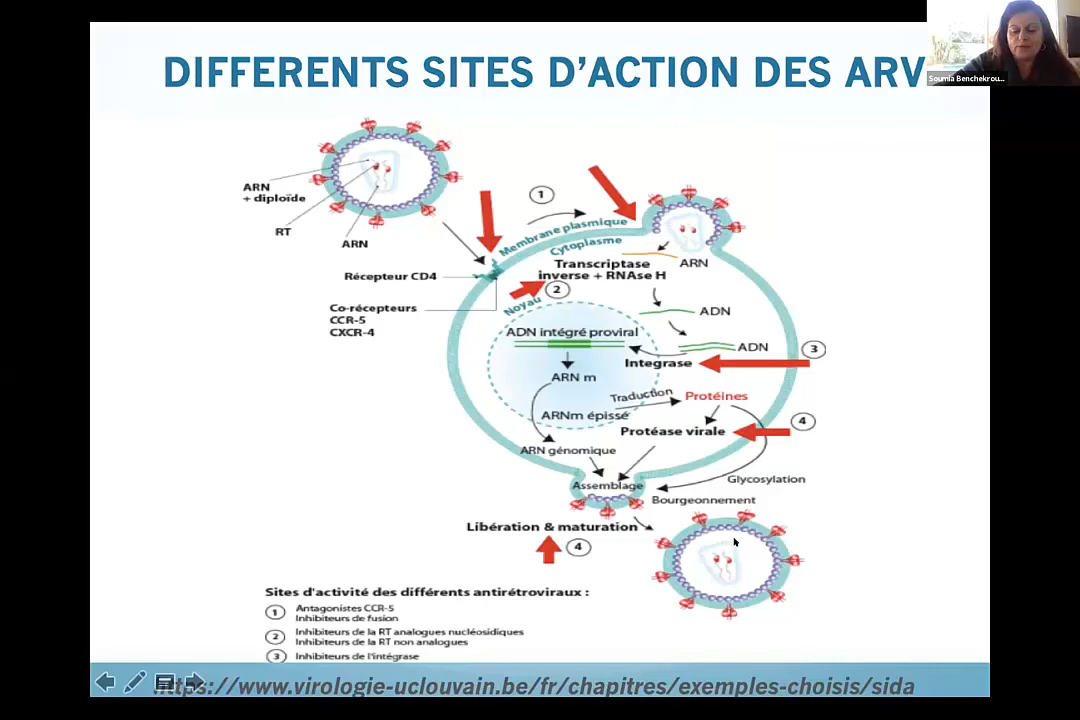 DIFFERENTS SITES D'ACTION DES ARV
Soumia Benchekrou...
ARN
+ diploïde
RT
ARN
1
Membrane plasmique
Cytoplasme
Récepteur CD4
Transcriptase
inverse + RNAse H
ARN
2
Noyau
Co-récepteurs
CCR-5
CXCR-4
ADN
ADN intégré proviral
ADN
3
Integrase
ARN m
Traduction
Protéines
ARNm épissé
4
Protéase virale
ARN génomique
Glycosylation
Assemblage
Bourgeonnement
Libération & maturation
4
Sites d'activité des différents antirétroviraux :
1 Antagonistes CCR-5
Inhibiteurs de fusion
2 Inhibiteurs de la RT analogues nucléosidiques
Inhibiteurs de la RT non analogues
3 Inhibiteurs de l'intégrase
https://www.virologie-uclouvain.be/fr/chapitres/exemples-choisis/sida